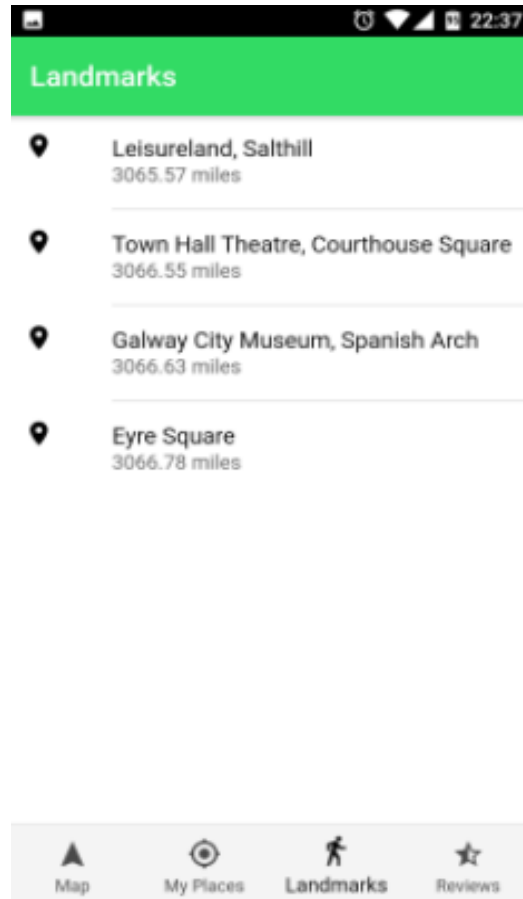 22:37
Landmarks
Leisureland, Salthill
3065.57 miles
Town Hall Theatre, Courthouse Square
3066.55 miles
Galway City Museum, Spanish Arch
3066.63 miles
Eyre Square
3066.78 miles
Map My Places Landmarks Reviews